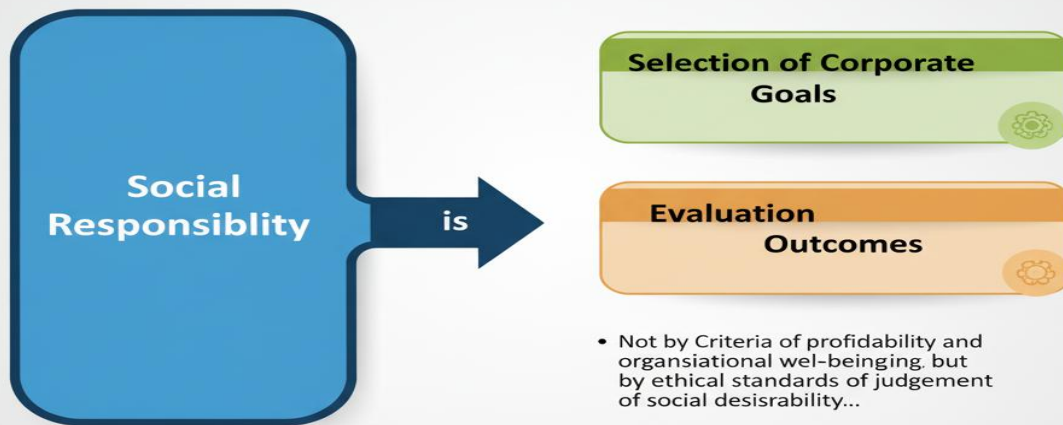 Social
Responsiblity
is
Selection of Corporate
Goals
Evaluation
Outcomes
• Not by Criteria of profidability and
organsiational wel-beinging, but
by ethical standards of judgement
of social desisrability...